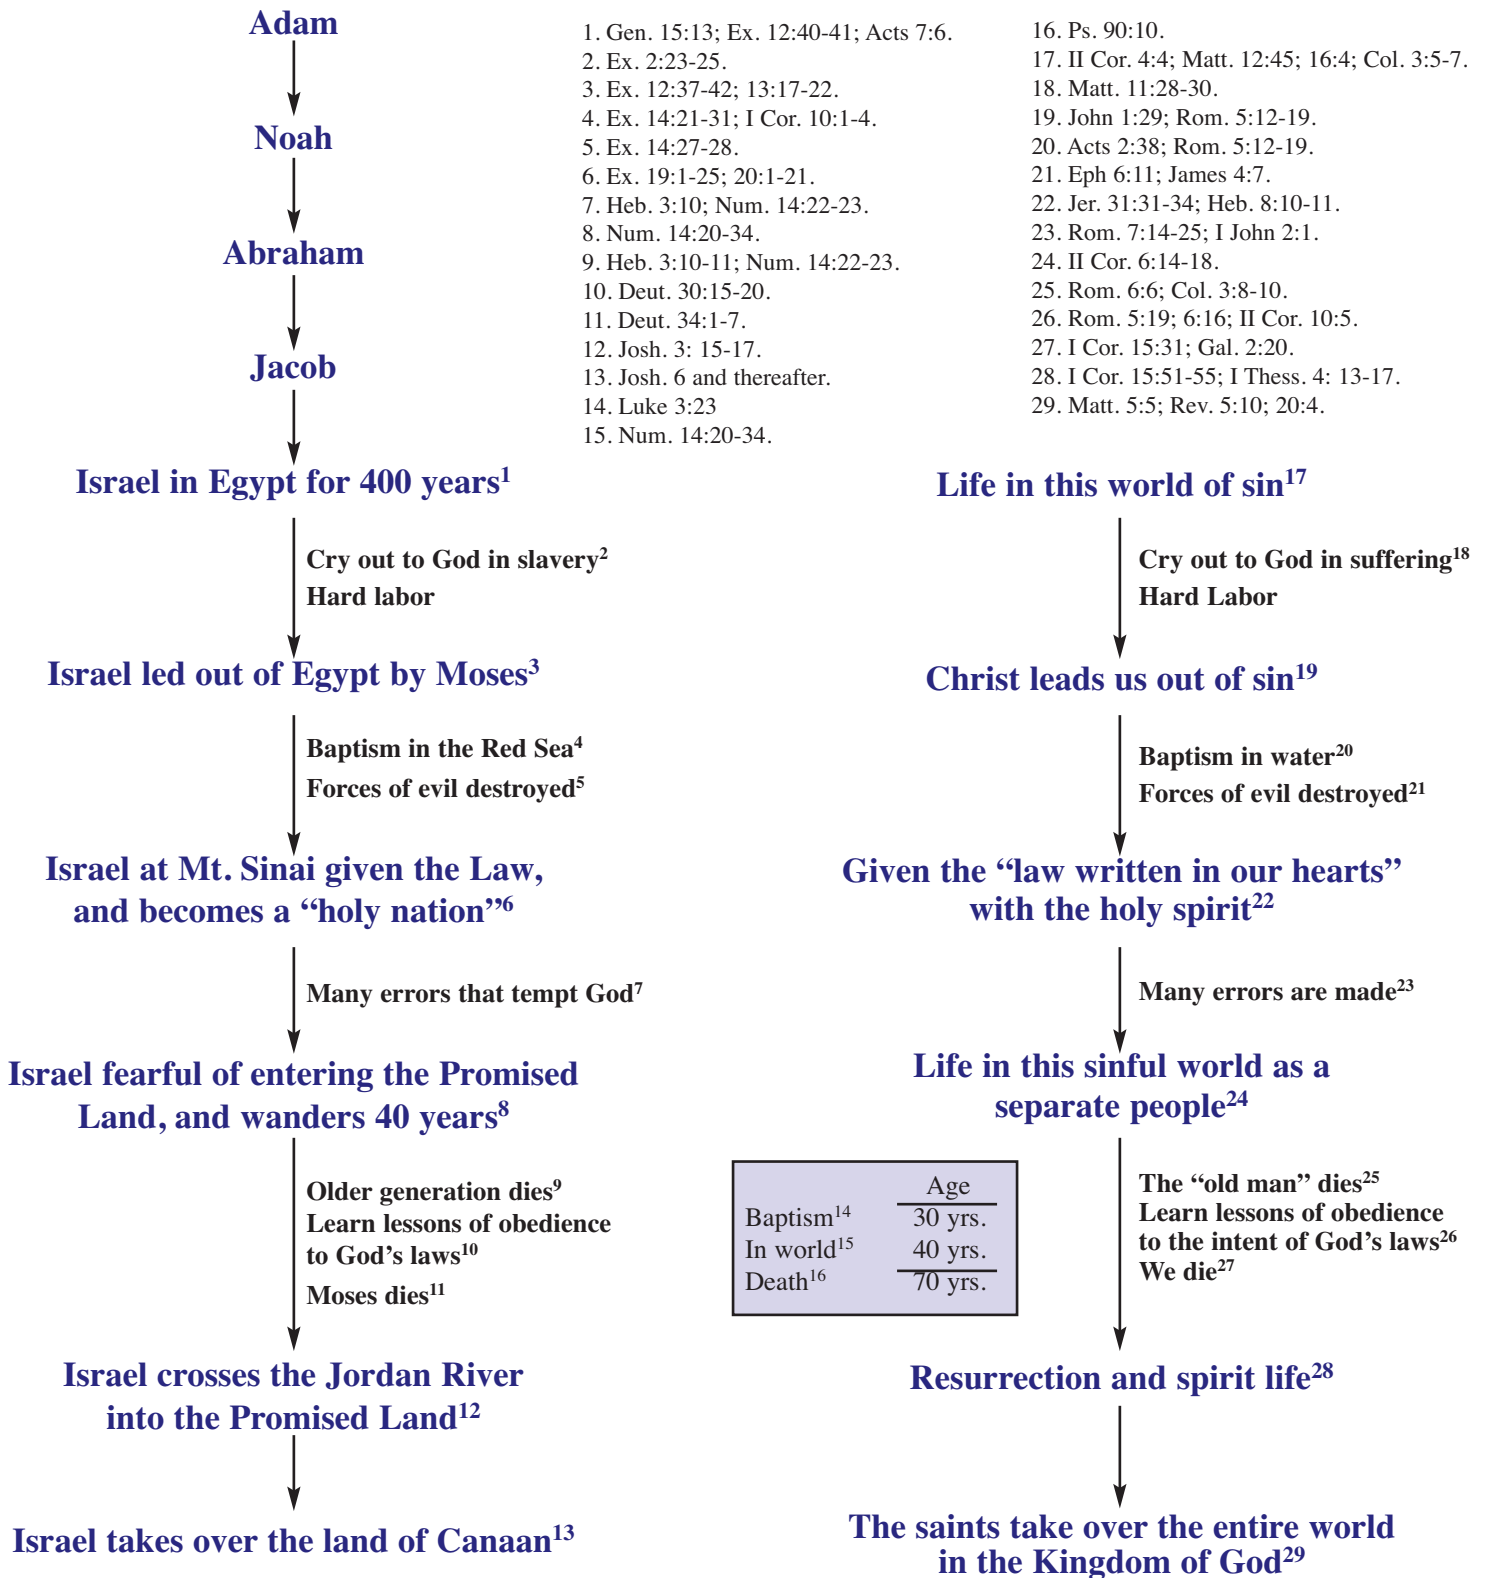 Adam
Noah
Abraham
Jacob
1. Gen. 15:13; Ex. 12:40-41; Acts 7:6.
2. Ex. 2:23-25.
3. Ex. 12:37-42; 13:17-22.
4. Ex. 14:21-31; I Cor. 10:1-4.
5. Ex. 14:27-28.
6. Ex. 19:1-25; 20:1-21.
7. Heb. 3:10; Num. 14:22-23.
8. Num. 14:20-34.
9. Heb. 3:10-11; Num. 14:22-23.
10. Deut. 30:15-20.
11. Deut. 34:1-7.
12. Josh. 3: 15-17.
13. Josh. 6 and thereafter.
14. Luke 3:23
15. Num. 14:20-34.
16. Ps. 90:10.
17. II Cor. 4:4; Matt. 12:45; 16:4; Col. 3:5-7.
18. Matt. 11:28-30.
19. John 1:29; Rom. 5:12-19.
20. Acts 2:38; Rom. 5:12-19.
21. Eph 6:11; James 4:7.
22. Jer. 31:31-34; Heb. 8:10-11.
23. Rom. 7:14-25; I John 2:1.
24. II Cor. 6:14-18.
25. Rom. 6:6; Col. 3:8-10.
26. Rom. 5:19; 6:16; II Cor. 10:5.
27. I Cor. 15:31; Gal. 2:20.
28. I Cor. 15:51-55; I Thess. 4: 13-17.
29. Matt. 5:5; Rev. 5:10; 20:4.
Israel in Egypt for 400 years¹
Cry out to God in slavery²
Hard labor
Israel led out of Egypt by Moses³
Baptism in the Red Sea⁴
Forces of evil destroyed⁵
Israel at Mt. Sinai given the Law,
and becomes a “holy nation”⁶
Many errors that tempt God⁷
Israel fearful of entering the Promised
Land, and wanders 40 years⁸
Older generation dies⁹
Learn lessons of obedience
to God’s laws¹⁰
Moses dies¹¹
Israel crosses the Jordan River
into the Promised Land¹²
Israel takes over the land of Canaan¹³
Life in this world of sin¹⁷
Cry out to God in suffering¹⁸
Hard Labor
Christ leads us out of sin¹⁹
Baptism in water²⁰
Forces of evil destroyed²¹
Given the “law written in our hearts”
with the holy spirit²²
Many errors are made²³
Life in this sinful world as a
separate people²⁴
Age
Baptism¹⁴ 30 yrs.
In world¹⁵ 40 yrs.
Death¹⁶ 70 yrs.
The “old man” dies²⁵
Learn lessons of obedience
to the intent of God’s laws²⁶
We die²⁷
Resurrection and spirit life²⁸
The saints take over the entire world
in the Kingdom of God²⁹